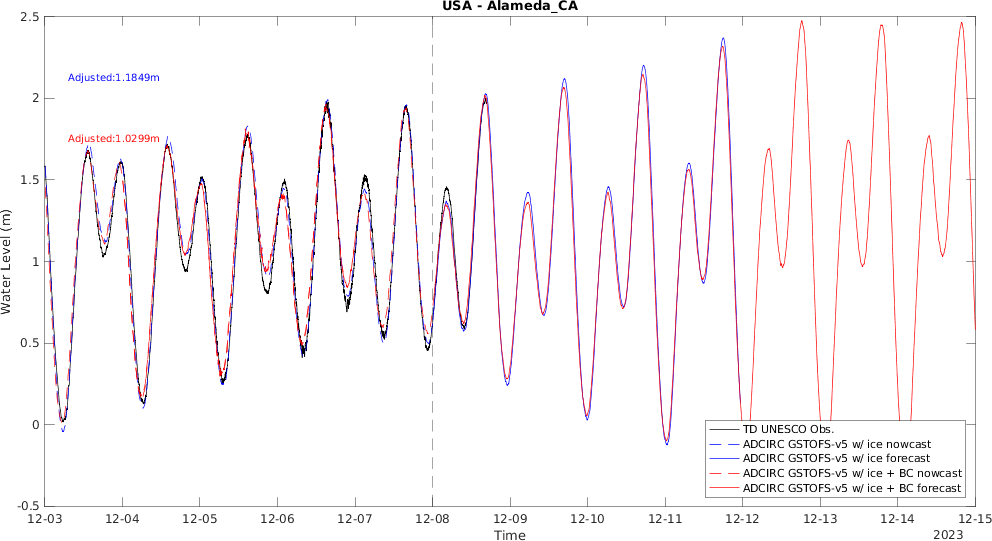 USA - Alameda_CA
2.5
2
1.5
1
0.5
0
-0.5
Water Level (m)
Adjusted:1.1849m
Adjusted:1.0299m
TD UNESCO Obs.
ADCIRC GSTOFS-v5 w/ ice nowcast
ADCIRC GSTOFS-v5 w/ ice forecast
ADCIRC GSTOFS-v5 w/ ice + BC nowcast
ADCIRC GSTOFS-v5 w/ ice + BC forecast
12-03 12-04 12-05 12-06 12-07 12-08 12-09 12-10 12-11 12-12 12-13 12-14 12-15
Time
2023